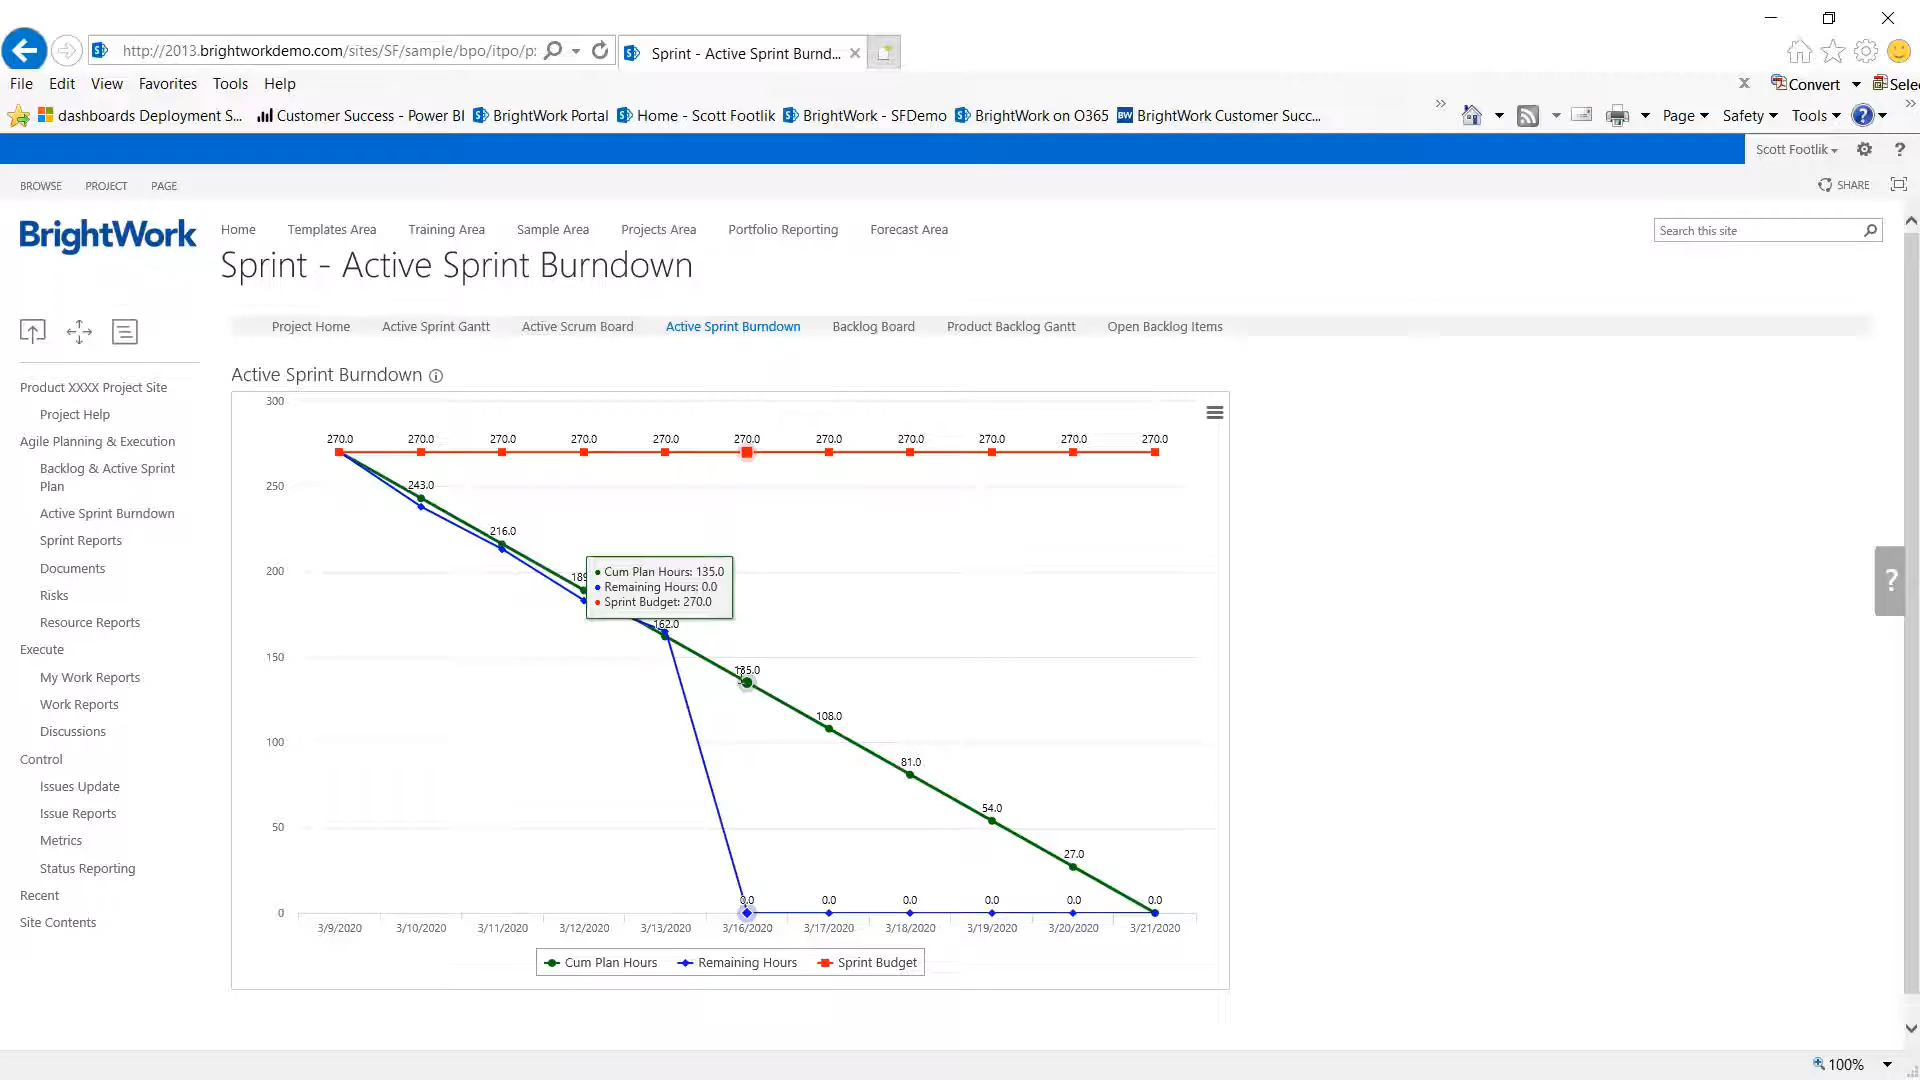 http://2013.brightworkdemo.com/sites/SF/sample/bpo/itpo/p:
Sprint - Active Sprint Burnd...
File Edit View Favorites Tools Help
Convert Selec
dashboards Deployment S... Customer Success - Power BI BrightWork Portal Home - Scott Footlik BrightWork - SFDemo BrightWork on O365 BW BrightWork Customer Succ... Page Safety Tools
Scott Footlik
BROWSE PROJECT PAGE
SHARE
BrightWork
Home Templates Area Training Area Sample Area Projects Area Portfolio Reporting Forecast Area
Search this site
Sprint - Active Sprint Burndown
Project Home Active Sprint Gantt Active Scrum Board Active Sprint Burndown Backlog Board Product Backlog Gantt Open Backlog Items
Product XXXX Project Site
Project Help
Agile Planning & Execution
Backlog & Active Sprint
Plan
Active Sprint Burndown
Sprint Reports
Documents
Risks
Resource Reports
Execute
My Work Reports
Work Reports
Discussions
Control
Issues Update
Issue Reports
Metrics
Status Reporting
Recent
Site Contents
Active Sprint Burndown
300
270.0 270.0 270.0 270.0 270.0 270.0 270.0 270.0 270.0 270.0 270.0
250
243.0
216.0
200
189
Cum Plan Hours: 135.0
Remaining Hours: 0.0
Sprint Budget: 270.0
162.0
150
135.0
108.0
100
81.0
54.0
50
27.0
0.0 0.0 0.0 0.0 0.0 0.0
0
3/9/2020 3/10/2020 3/11/2020 3/12/2020 3/13/2020 3/16/2020 3/17/2020 3/18/2020 3/19/2020 3/20/2020 3/21/2020
Cum Plan Hours Remaining Hours Sprint Budget
?
100%